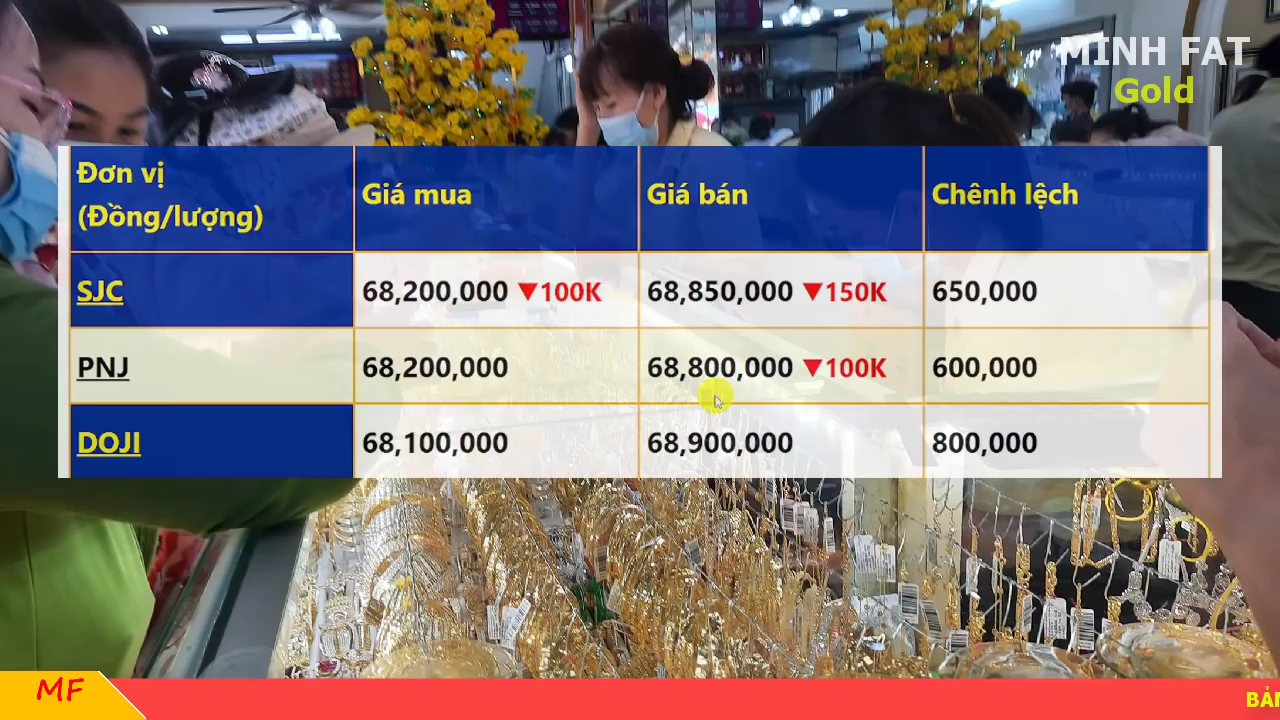 MINH FAT
Gold
Đơn vị
(Đồng/lượng)
Giá mua
Giá bán
Chênh lệch
SJC
68,200,000 ▼100K
68,850,000 ▼150K
650,000
PNJ
68,200,000
68,800,000 ▼100K
600,000
DOJI
68,100,000
68,900,000
800,000
MF